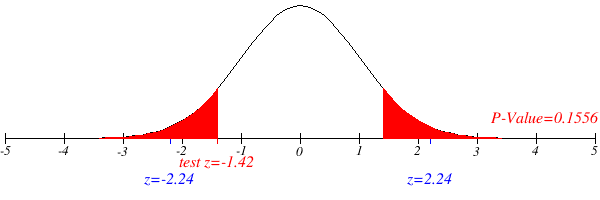 P-Value=0.1556
-5 -4 -3 -2 -1 0 1 2 3 4 5
test z=-1.42
z=-2.24 z=2.24